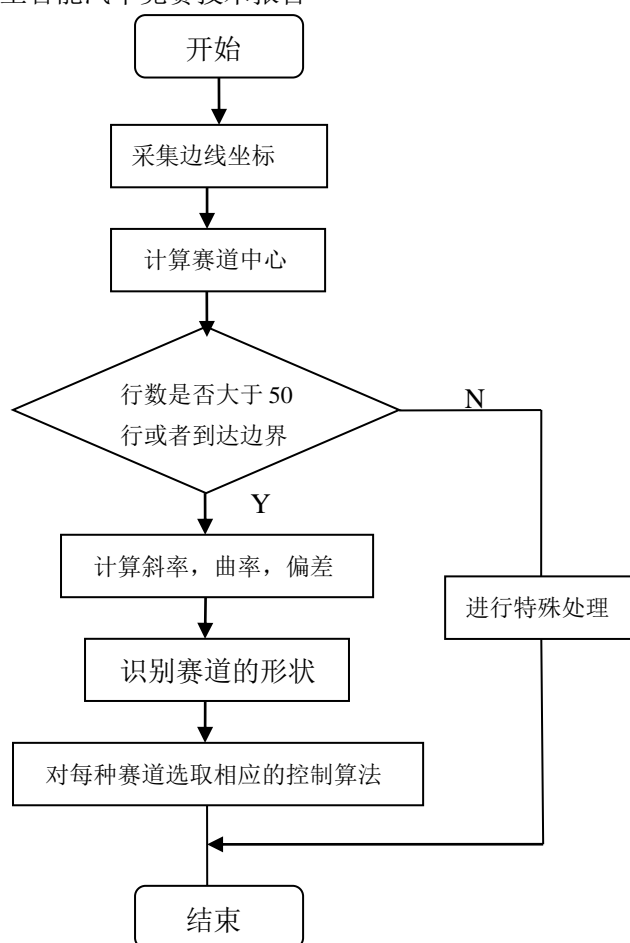 开始
采集边线坐标
计算赛道中心
行数是否大于 50
行或者到达边界
N
Y
计算斜率，曲率，偏差
进行特殊处理
识别赛道的形状
对每种赛道选取相应的控制算法
结束